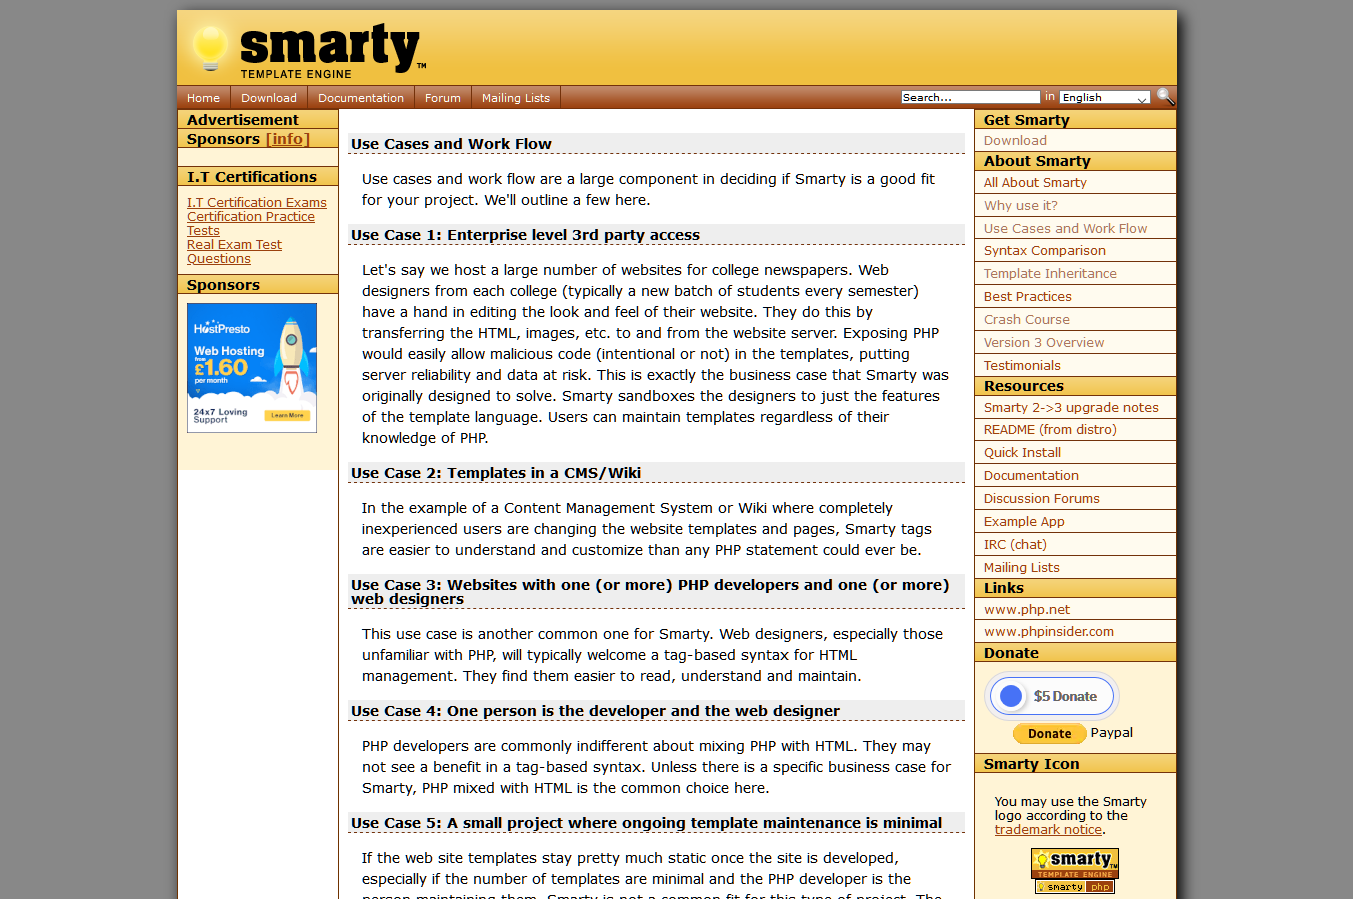 smarty™
TEMPLATE ENGINE
Home
Download
Documentation
Forum
Mailing Lists
Search...
in
English
Advertisement
Sponsors [info]
I.T Certifications
I.T Certification Exams
Certification Practice
Tests
Real Exam Test
Questions
Sponsors
HostPresto
Web Hosting
from
£1.60
per month
24x7 Loving
Support
Learn More
Use Cases and Work Flow
Use cases and work flow are a large component in deciding if Smarty is a good fit
for your project. We'll outline a few here.
Use Case 1: Enterprise level 3rd party access
Let's say we host a large number of websites for college newspapers. Web
designers from each college (typically a new batch of students every semester)
have a hand in editing the look and feel of their website. They do this by
transferring the HTML, images, etc. to and from the website server. Exposing PHP
would easily allow malicious code (intentional or not) in the templates, putting
server reliability and data at risk. This is exactly the business case that Smarty was
originally designed to solve. Smarty sandboxes the designers to just the features
of the template language. Users can maintain templates regardless of their
knowledge of PHP.
Use Case 2: Templates in a CMS/Wiki
In the example of a Content Management System or Wiki where completely
inexperienced users are changing the website templates and pages, Smarty tags
are easier to understand and customize than any PHP statement could ever be.
Use Case 3: Websites with one (or more) PHP developers and one (or more)
web designers
This use case is another common one for Smarty. Web designers, especially those
unfamiliar with PHP, will typically welcome a tag-based syntax for HTML
management. They find them easier to read, understand and maintain.
Use Case 4: One person is the developer and the web designer
PHP developers are commonly indifferent about mixing PHP with HTML. They may
not see a benefit in a tag-based syntax. Unless there is a specific business case for
Smarty, PHP mixed with HTML is the common choice here.
Use Case 5: A small project where ongoing template maintenance is minimal
If the web site templates stay pretty much static once the site is developed,
especially if the number of templates are minimal and the PHP developer is the
person maintaining them, Smarty is not a common fit for this type of project. The
Get Smarty
Download
About Smarty
All About Smarty
Why use it?
Use Cases and Work Flow
Syntax Comparison
Template Inheritance
Best Practices
Crash Course
Version 3 Overview
Testimonials
Resources
Smarty 2->3 upgrade notes
README (from distro)
Quick Install
Documentation
Discussion Forums
Example App
IRC (chat)
Mailing Lists
Links
www.php.net
www.phpinsider.com
Donate
$5 Donate
Donate Paypal
Smarty Icon
You may use the Smarty
logo according to the
trademark notice.
smarty™
TEMPLATE ENGINE
smarty php